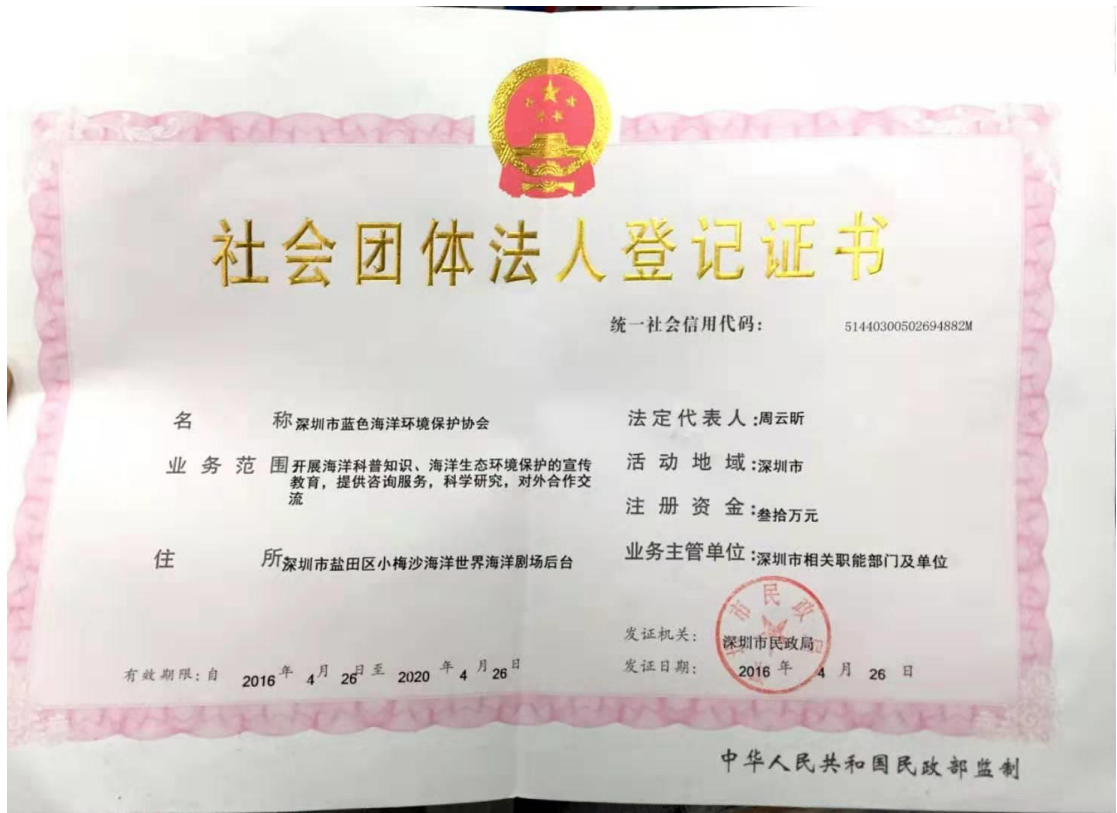 社会团体法人登记证书
统一社会信用代码: 51440300502694882M
名 称 深圳市蓝色海洋环境保护协会
业务范围 开展海洋科普知识、海洋生态环境保护的宣传
教育，提供咨询服务，科学研究，对外合作交
流
住 所 深圳市盐田区小梅沙海洋世界海洋剧场后台
法定代表人:周云昕
活动地域:深圳市
注册资金:叁拾万元
业务主管单位:深圳市相关职能部门及单位
发证机关: 深圳市民政局
发证日期: 2016 年 4 月 26 日
有效期限:自 2016 年 4 月 26 日至 2020 年 4 月 26 日
中华人民共和国民政部监制